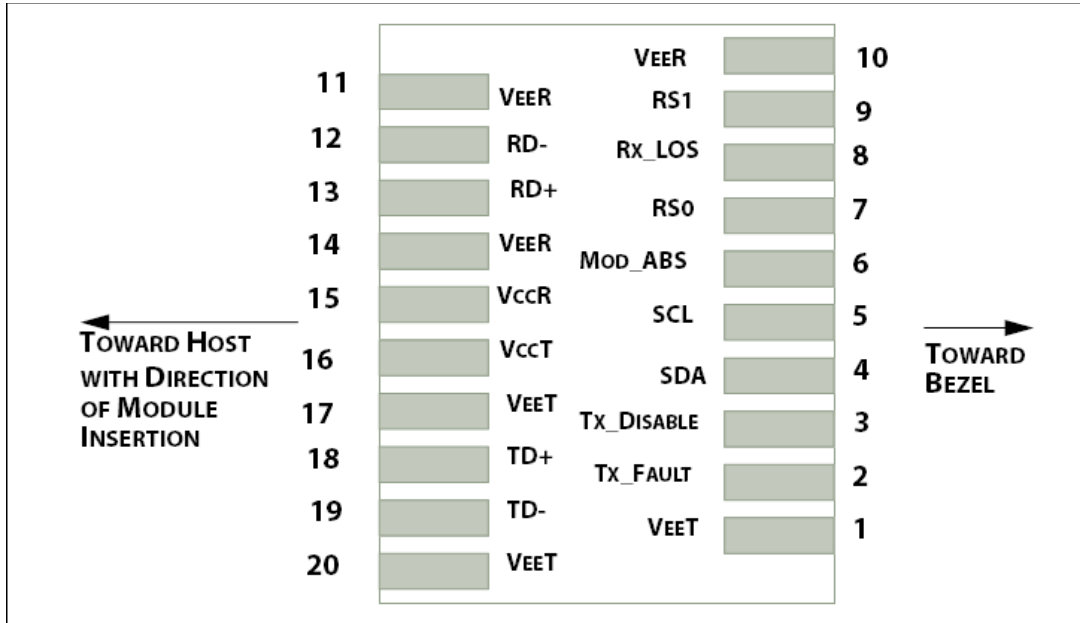 VEER 10
11 VEER
RS1 9
12 RD-
Rx_LOS 8
13 RD+
RS0 7
14 VEER
MOD_ABS 6
15 VCCR
SCL 5
16 VCCT
SDA 4
17 VEET
TX_DISABLE 3
18 TD+
TX_FAULT 2
19 TD-
VEET 1
20 VEET
TOWARD HOST
WITH DIRECTION
OF MODULE
INSERTION
TOWARD
BEZEL